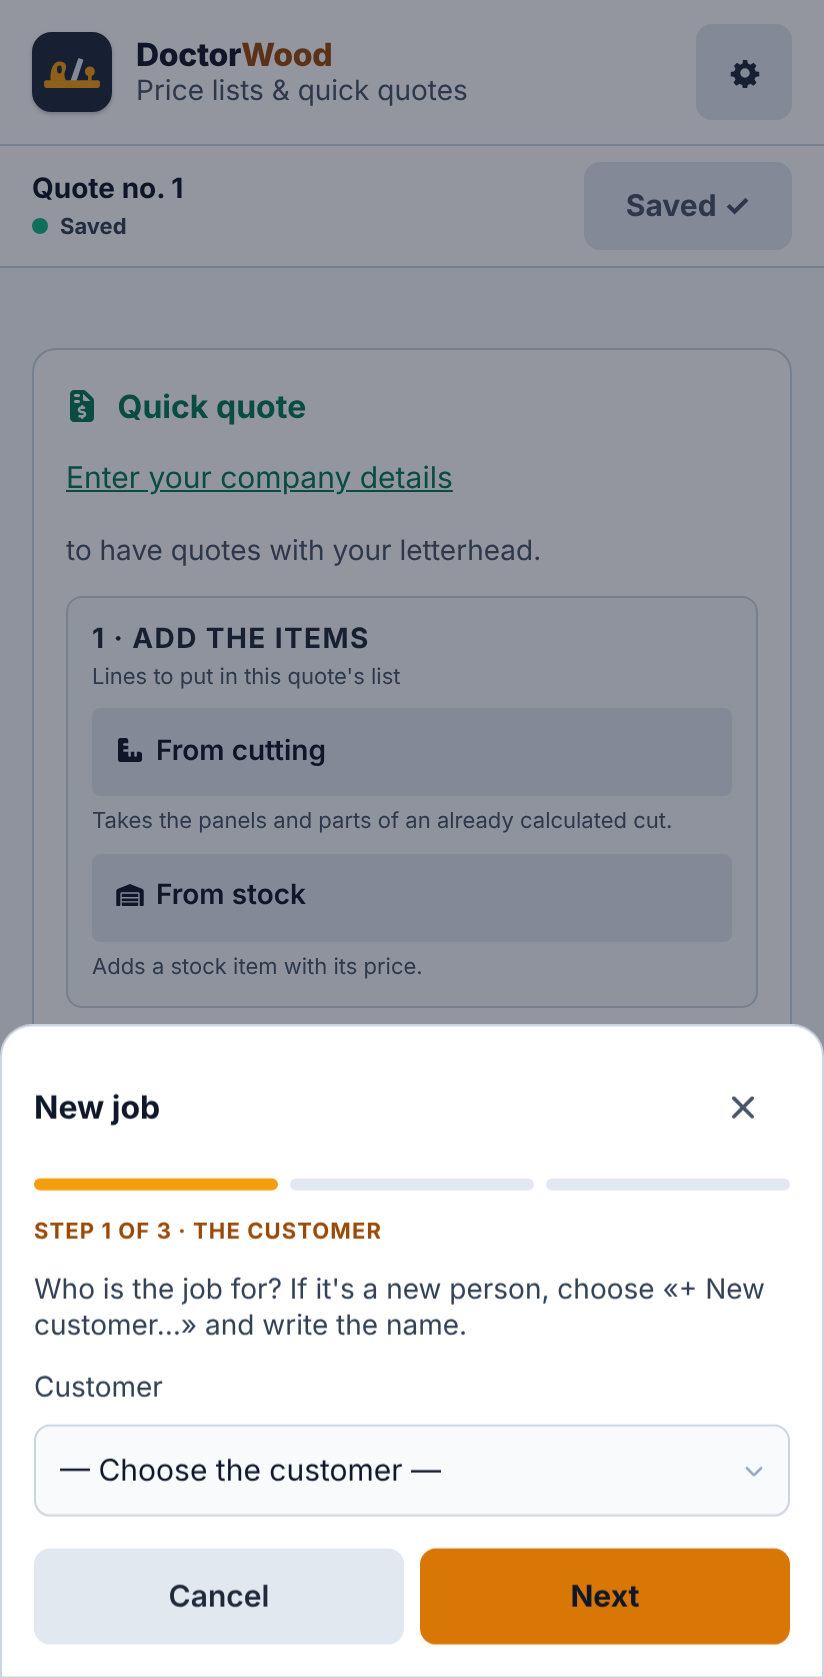 DoctorWood
Price lists & quick quotes
Quote no. 1
Saved
Saved ✓
Quick quote
Enter your company details
to have quotes with your letterhead.
1 · ADD THE ITEMS
Lines to put in this quote's list
From cutting
Takes the panels and parts of an already calculated cut.
From stock
Adds a stock item with its price.
New job
STEP 1 OF 3 · THE CUSTOMER
Who is the job for? If it's a new person, choose «+ New
customer...» and write the name.
Customer
— Choose the customer —
Cancel
Next